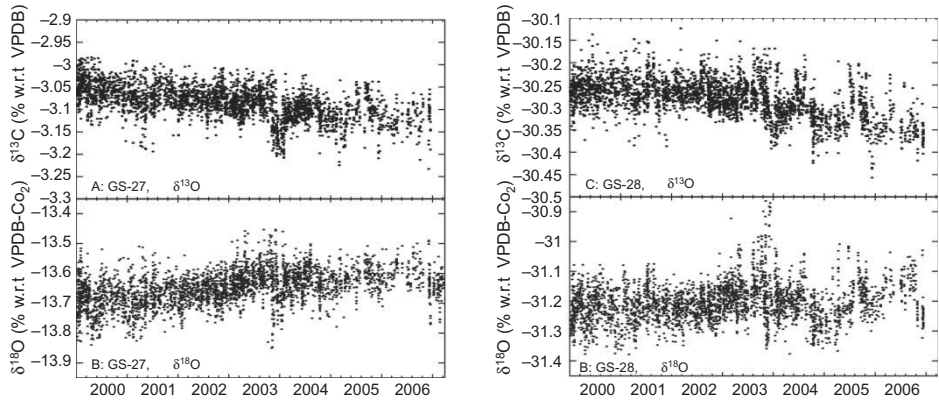 δ13C (% w.r.t VPDB)
–2.9
–2.95
–3
–3.05
–3.1
–3.15
–3.2
–3.3
A: GS-27, δ13O
δ18O (% w.r.t VPDB-Co2)
–13.4
–13.5
–13.6
–13.7
–13.8
–13.9
B: GS-27, δ18O
2000 2001 2002 2003 2004 2005 2006
δ13C (% w.r.t VPDB)
–30.1
–30.15
–30.2
–30.25
–30.3
–30.35
–30.4
–30.45
–30.5
C: GS-28, δ13O
δ18O (% w.r.t VPDB-Co2)
–30.9
–31
–31.1
–31.2
–31.3
–31.4
B: GS-28, δ18O
2000 2001 2002 2003 2004 2005 2006